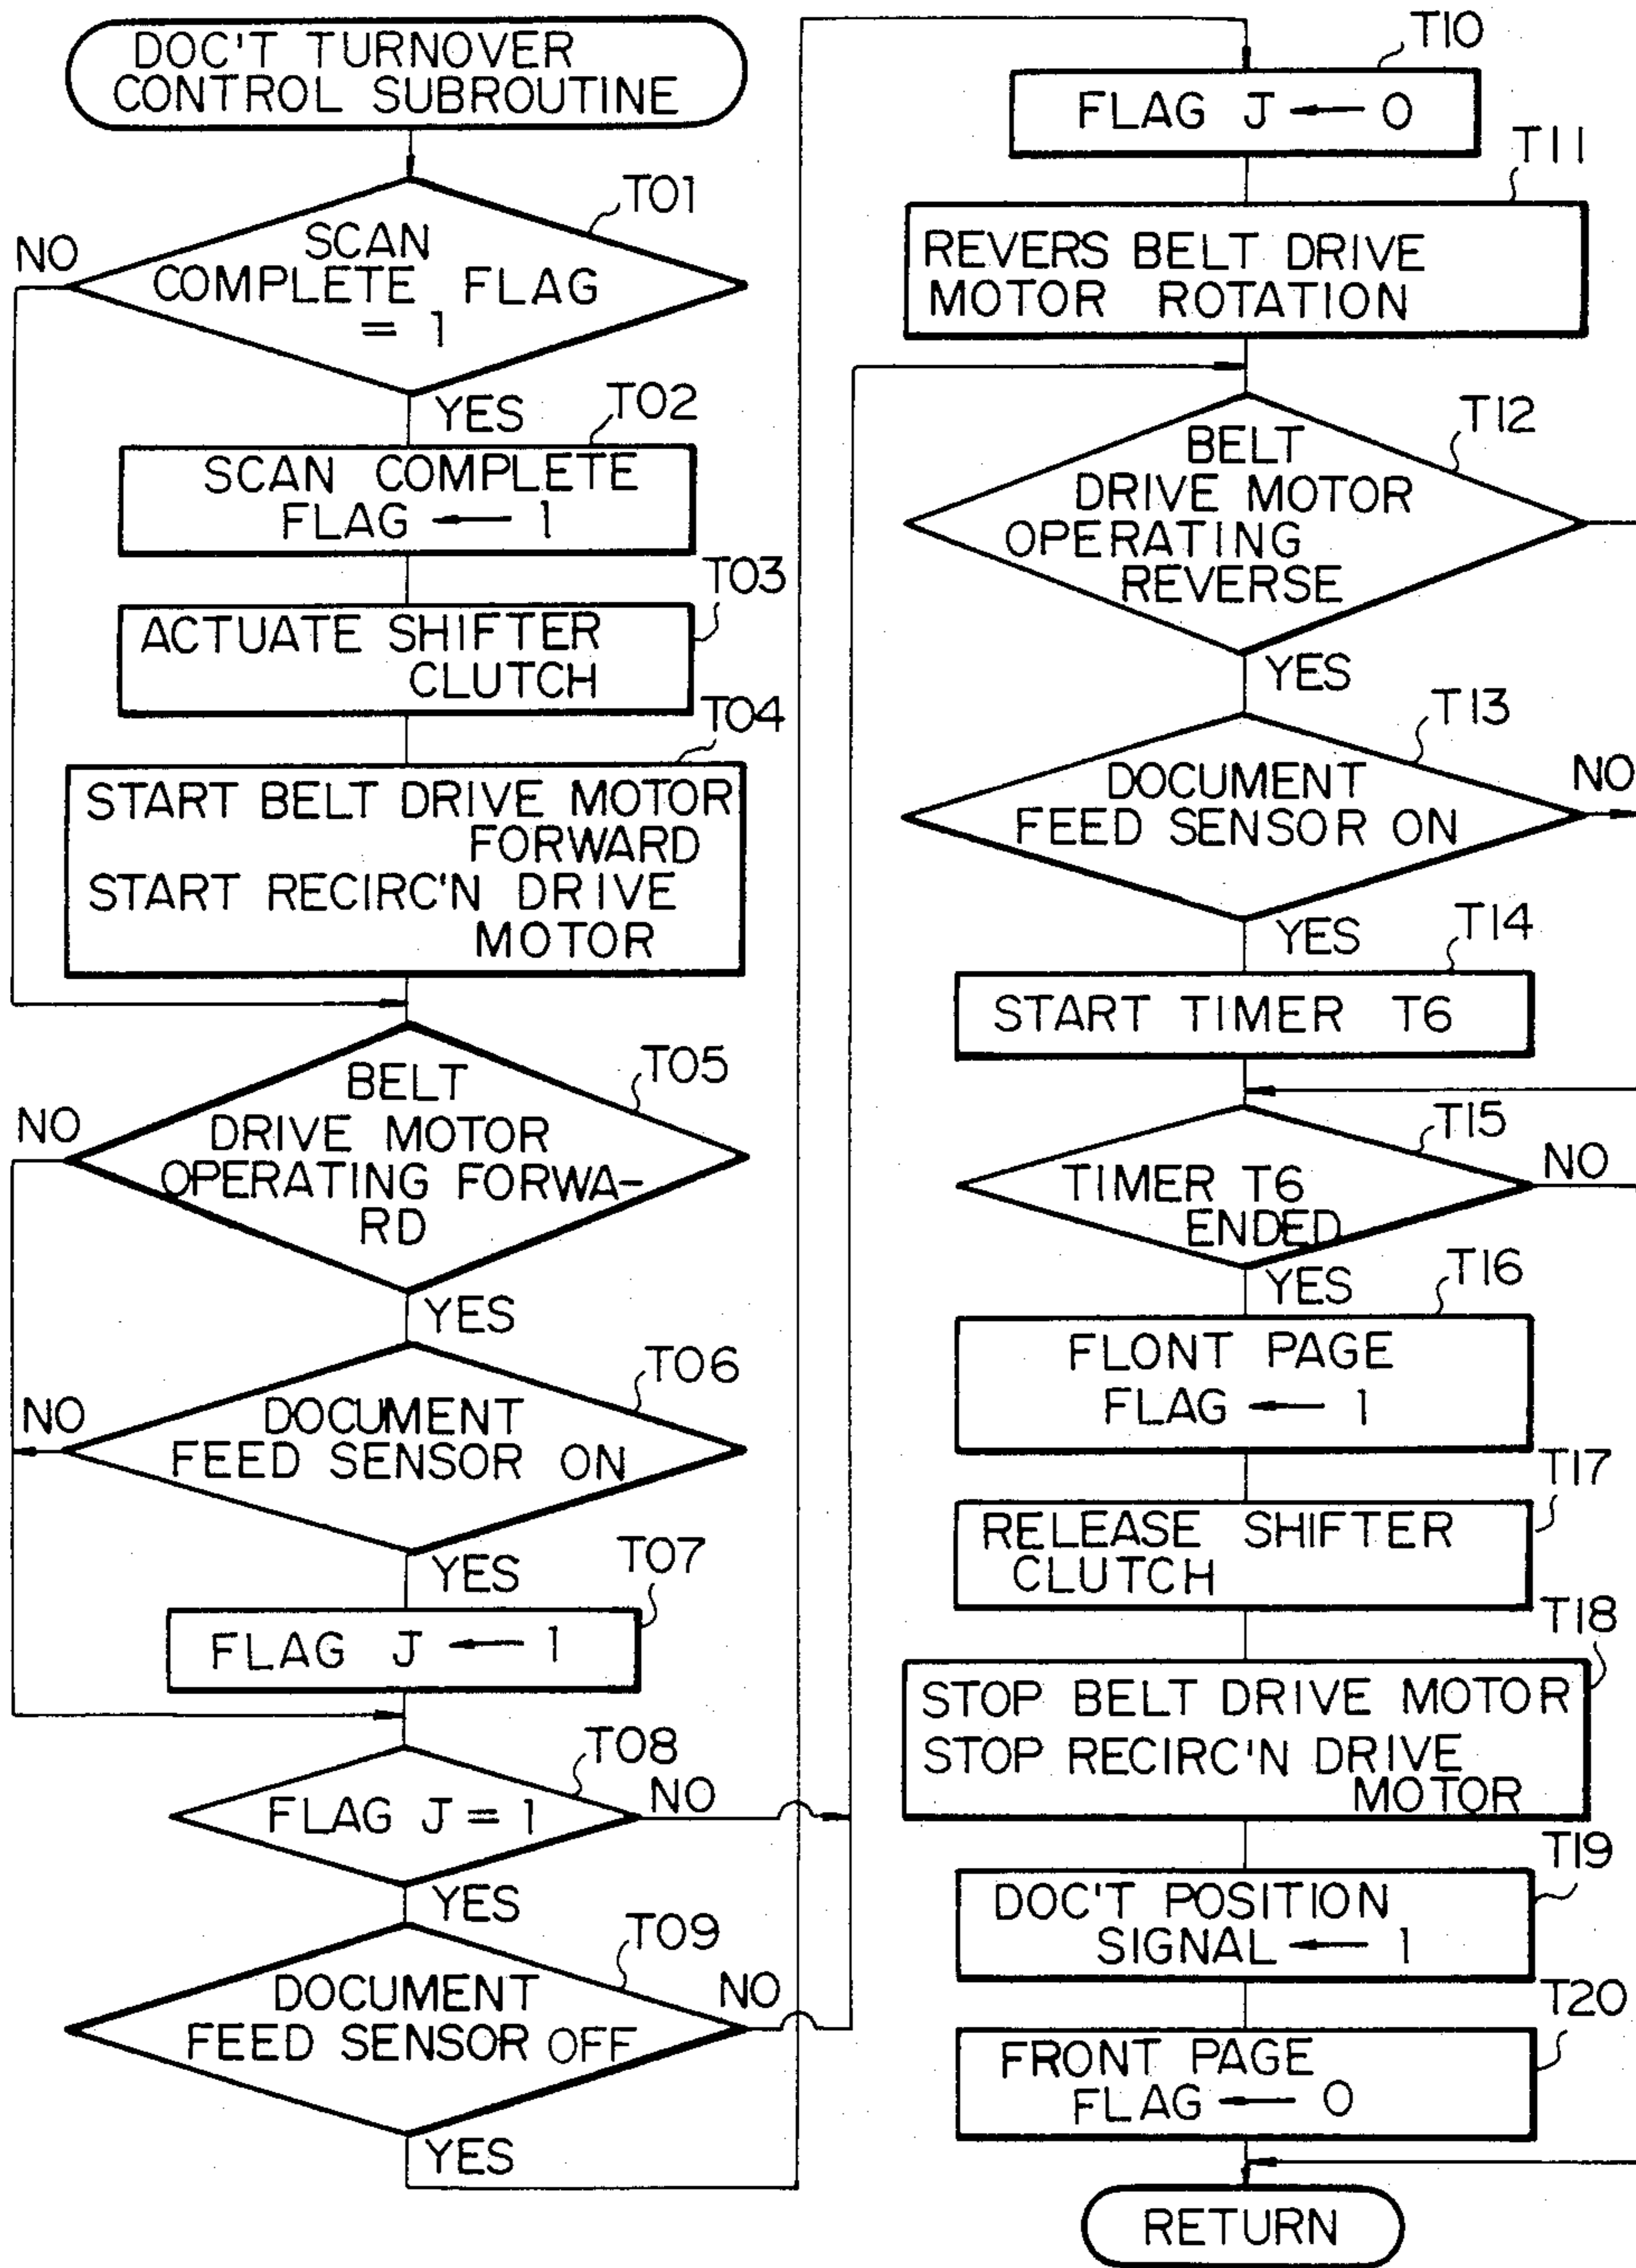 DOC'T TURNOVER
CONTROL SUBROUTINE
T01
SCAN
COMPLETE FLAG
= 1
NO
YES
T02
SCAN COMPLETE
FLAG ← 1
T03
ACTUATE SHIFTER
CLUTCH
T04
START BELT DRIVE MOTOR
FORWARD
START RECIRC'N DRIVE
MOTOR
T05
BELT
DRIVE MOTOR
OPERATING FORWA-
RD
NO
YES
T06
DOCUMENT
FEED SENSOR ON
NO
YES
T07
FLAG J ← 1
T08
FLAG J = 1
NO
YES
T09
DOCUMENT
FEED SENSOR OFF
NO
YES
T10
FLAG J ← 0
T11
REVERS BELT DRIVE
MOTOR ROTATION
T12
BELT
DRIVE MOTOR
OPERATING
REVERSE
YES
T13
DOCUMENT
FEED SENSOR ON
NO
YES
T14
START TIMER T6
T15
TIMER T6
ENDED
NO
YES
T16
FLONT PAGE
FLAG ← 1
T17
RELEASE SHIFTER
CLUTCH
T18
STOP BELT DRIVE MOTOR
STOP RECIRC'N DRIVE
MOTOR
T19
DOC'T POSITION
SIGNAL ← 1
T20
FRONT PAGE
FLAG ← 0
RETURN